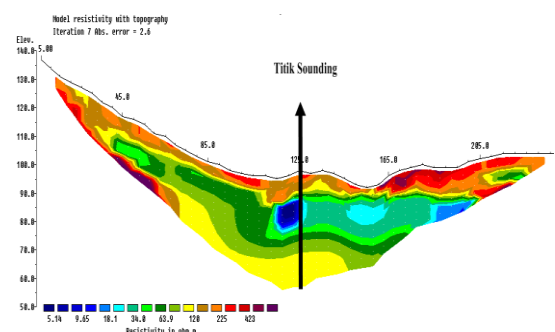 Model resistivity with topography
Iteration 7 Abs. error = 2.6
Elev.
140.0
5.00
130.0
Titik Sounding
120.0
45.0
110.0
85.0
125.0
165.0
205.0
100.0
90.0
80.0
70.0
60.0
50.0
5.14 9.65 18.1 34.0 63.9 120 225 423
Resistivity in ohm.m